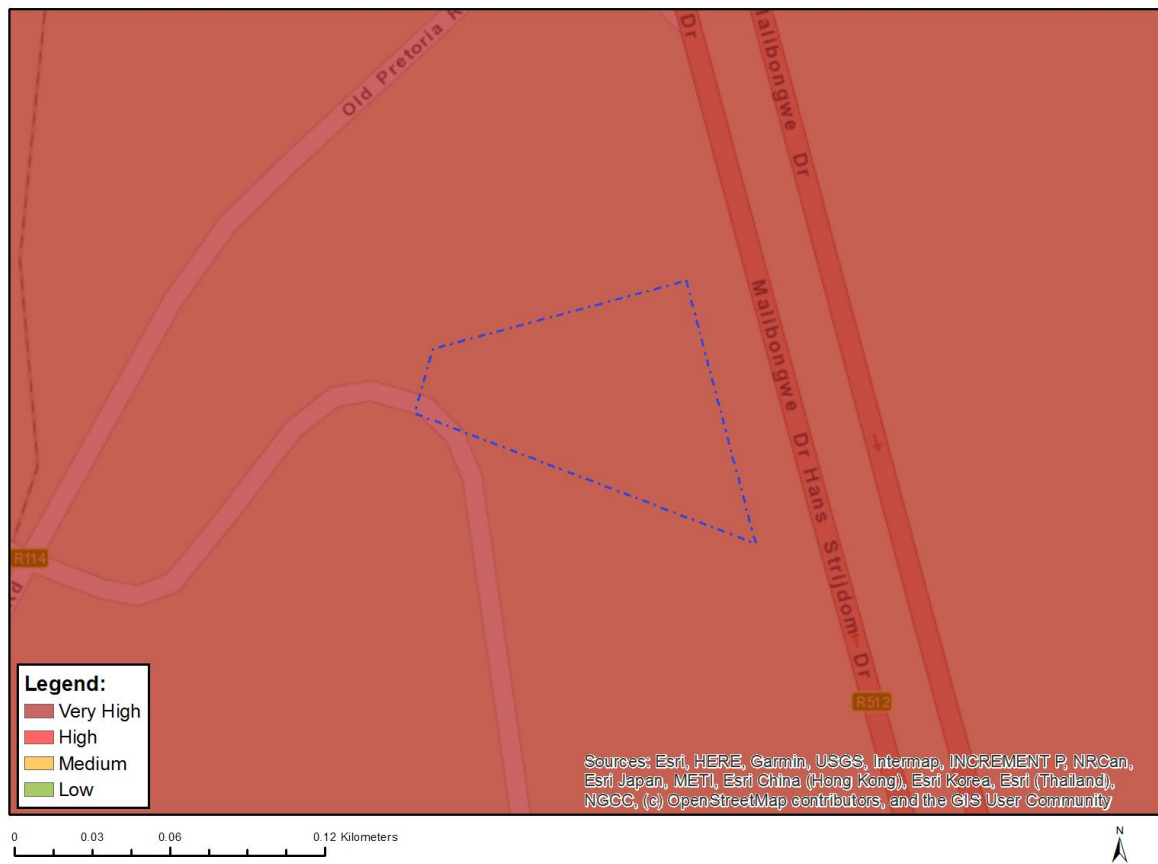 Old Pretoria R
Dr
Malibongwe Dr
Malibongwe Dr Hans Strijdom Dr
R114
Rd
R512
Legend:
Very High
High
Medium
Low
Sources: Esri, HERE, Garmin, USGS, Intermap, INCREMENT P, NRCan,
Esri Japan, METI, Esri China (Hong Kong), Esri Korea, Esri (Thailand),
NGCC, (c) OpenStreetMap contributors, and the GIS User Community
0 0.03 0.06 0.12 Kilometers
N